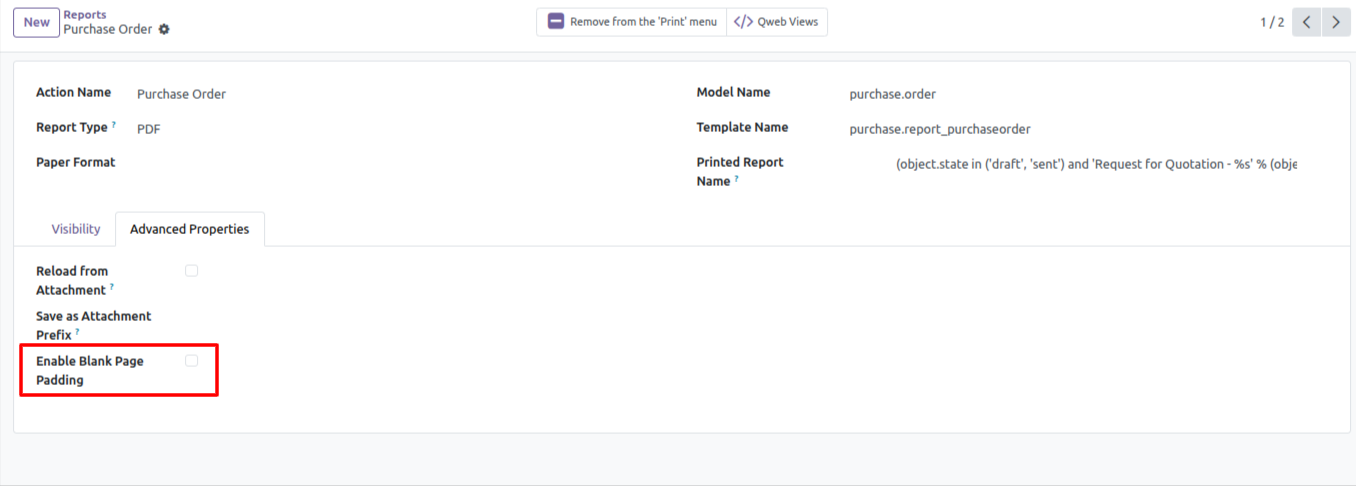 New
Reports
Purchase Order
Remove from the 'Print' menu
</> Qweb Views
1 / 2
Action Name
Purchase Order
Model Name
purchase.order
Report Type ?
PDF
Template Name
purchase.report_purchaseorder
Paper Format
Printed Report
Name ?
(object.state in ('draft', 'sent') and 'Request for Quotation - %s' % (obje
Visibility
Advanced Properties
Reload from
Attachment ?
Save as Attachment
Prefix ?
Enable Blank Page
Padding